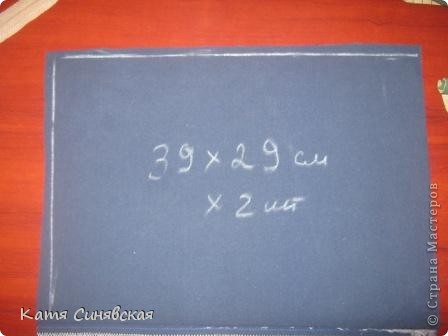 39 x 29 см
x 2 шт
Катя Синявская
© Страна Мастеров